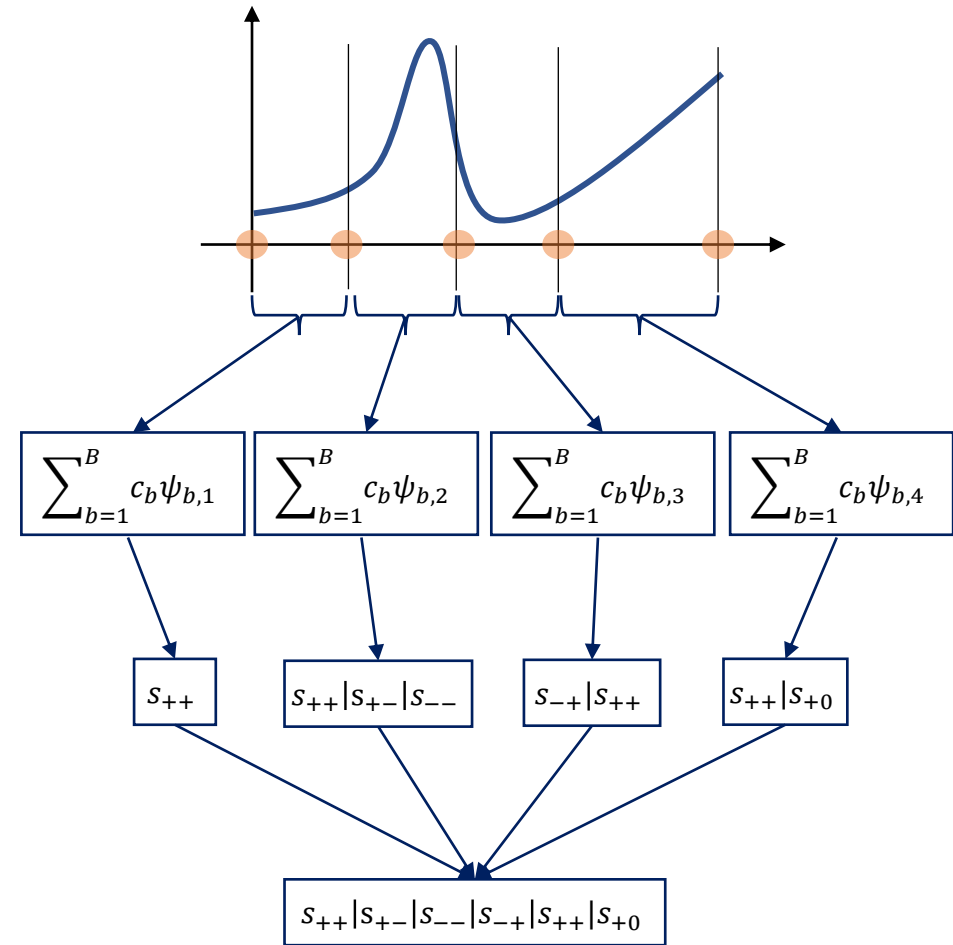 ∑_{b=1}^{B} c_b ψ_{b,1}
∑_{b=1}^{B} c_b ψ_{b,2}
∑_{b=1}^{B} c_b ψ_{b,3}
∑_{b=1}^{B} c_b ψ_{b,4}
s_{++}
s_{++}|s_{+−}|s_{−−}
s_{−+}|s_{++}
s_{++}|s_{+0}
s_{++}|s_{+−}|s_{−−}|s_{−+}|s_{++}|s_{+0}